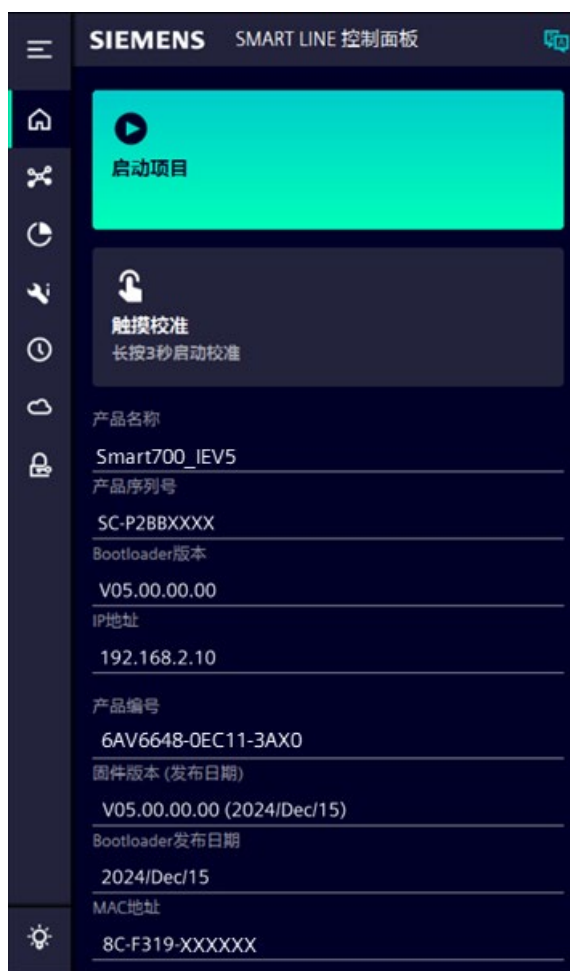 SIEMENS SMART LINE 控制面板
启动项目
触摸校准
长按3秒启动校准
产品名称
Smart700_IEV5
产品序列号
SC-P2BBXXXX
Bootloader版本
V05.00.00.00
IP地址
192.168.2.10
产品编号
6AV6648-0EC11-3AX0
固件版本 (发布日期)
V05.00.00.00 (2024/Dec/15)
Bootloader发布日期
2024/Dec/15
MAC地址
8C-F319-XXXXXX